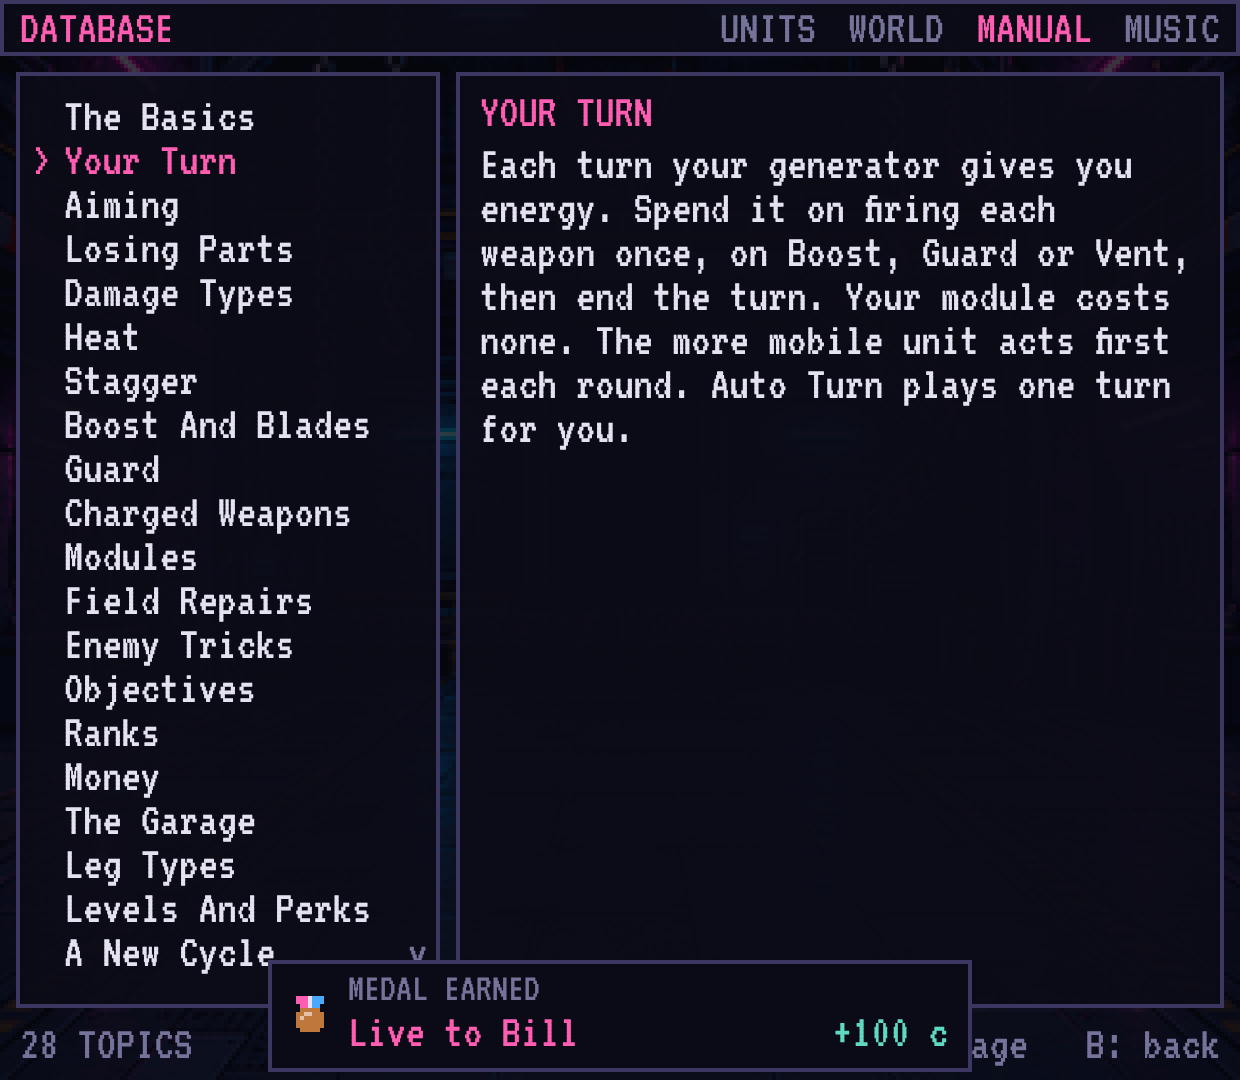 DATABASE
UNITS WORLD MANUAL MUSIC
The Basics
> Your Turn
Aiming
Losing Parts
Damage Types
Heat
Stagger
Boost And Blades
Guard
Charged Weapons
Modules
Field Repairs
Enemy Tricks
Objectives
Ranks
Money
The Garage
Leg Types
Levels And Perks
A New Cycle
YOUR TURN
Each turn your generator gives you
energy. Spend it on firing each
weapon once, on Boost, Guard or Vent,
then end the turn. Your module costs
none. The more mobile unit acts first
each round. Auto Turn plays one turn
for you.
MEDAL EARNED
Live to Bill +100 c
28 TOPICS
B: back